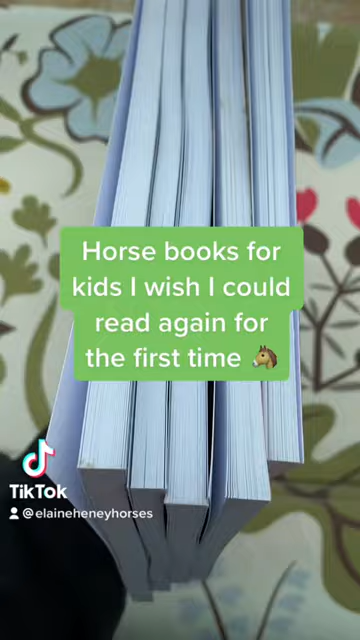 Horse books for
kids I wish I could
read again for
the first time 🐴
TikTok
@elaineheneyhorses